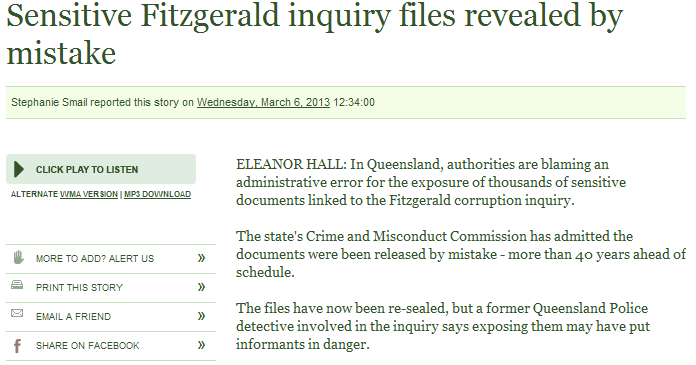 Sensitive Fitzgerald inquiry files revealed by
mistake
Stephanie Smail reported this story on Wednesday, March 6, 2013 12:34:00
CLICK PLAY TO LISTEN
ALTERNATE WMA VERSION | MP3 DOWNLOAD
MORE TO ADD? ALERT US »
PRINT THIS STORY »
EMAIL A FRIEND »
SHARE ON FACEBOOK »
ELEANOR HALL: In Queensland, authorities are blaming an
administrative error for the exposure of thousands of sensitive
documents linked to the Fitzgerald corruption inquiry.
The state's Crime and Misconduct Commission has admitted the
documents were been released by mistake - more than 40 years ahead of
schedule.
The files have now been re-sealed, but a former Queensland Police
detective involved in the inquiry says exposing them may have put
informants in danger.